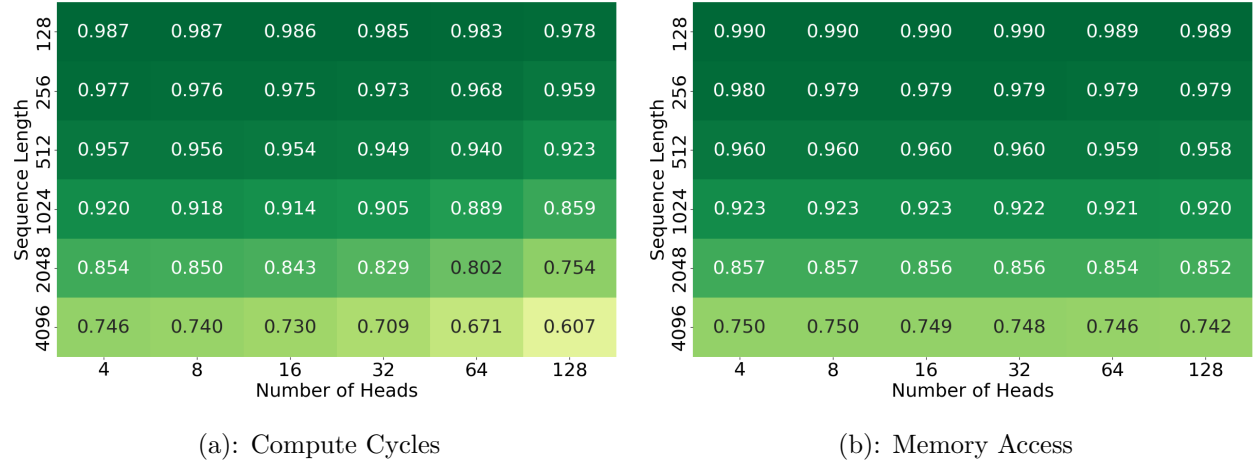 Sequence Length
128 0.987 0.987 0.986 0.985 0.983 0.978
256 0.977 0.976 0.975 0.973 0.968 0.959
512 0.957 0.956 0.954 0.949 0.940 0.923
1024 0.920 0.918 0.914 0.905 0.889 0.859
2048 0.854 0.850 0.843 0.829 0.802 0.754
4096 0.746 0.740 0.730 0.709 0.671 0.607
4 8 16 32 64 128
Number of Heads
(a): Compute Cycles
Sequence Length
128 0.990 0.990 0.990 0.990 0.989 0.989
256 0.980 0.979 0.979 0.979 0.979 0.979
512 0.960 0.960 0.960 0.960 0.959 0.958
1024 0.923 0.923 0.923 0.922 0.921 0.920
2048 0.857 0.857 0.856 0.856 0.854 0.852
4096 0.750 0.750 0.749 0.748 0.746 0.742
4 8 16 32 64 128
Number of Heads
(b): Memory Access